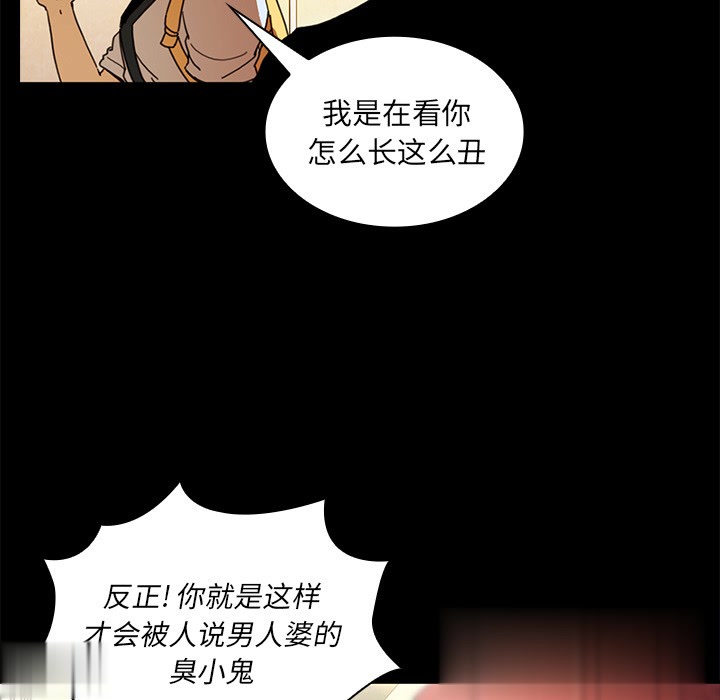 我是在看你
怎么长这么丑
反正!你就是这样
才会被人说男人婆的
臭小鬼